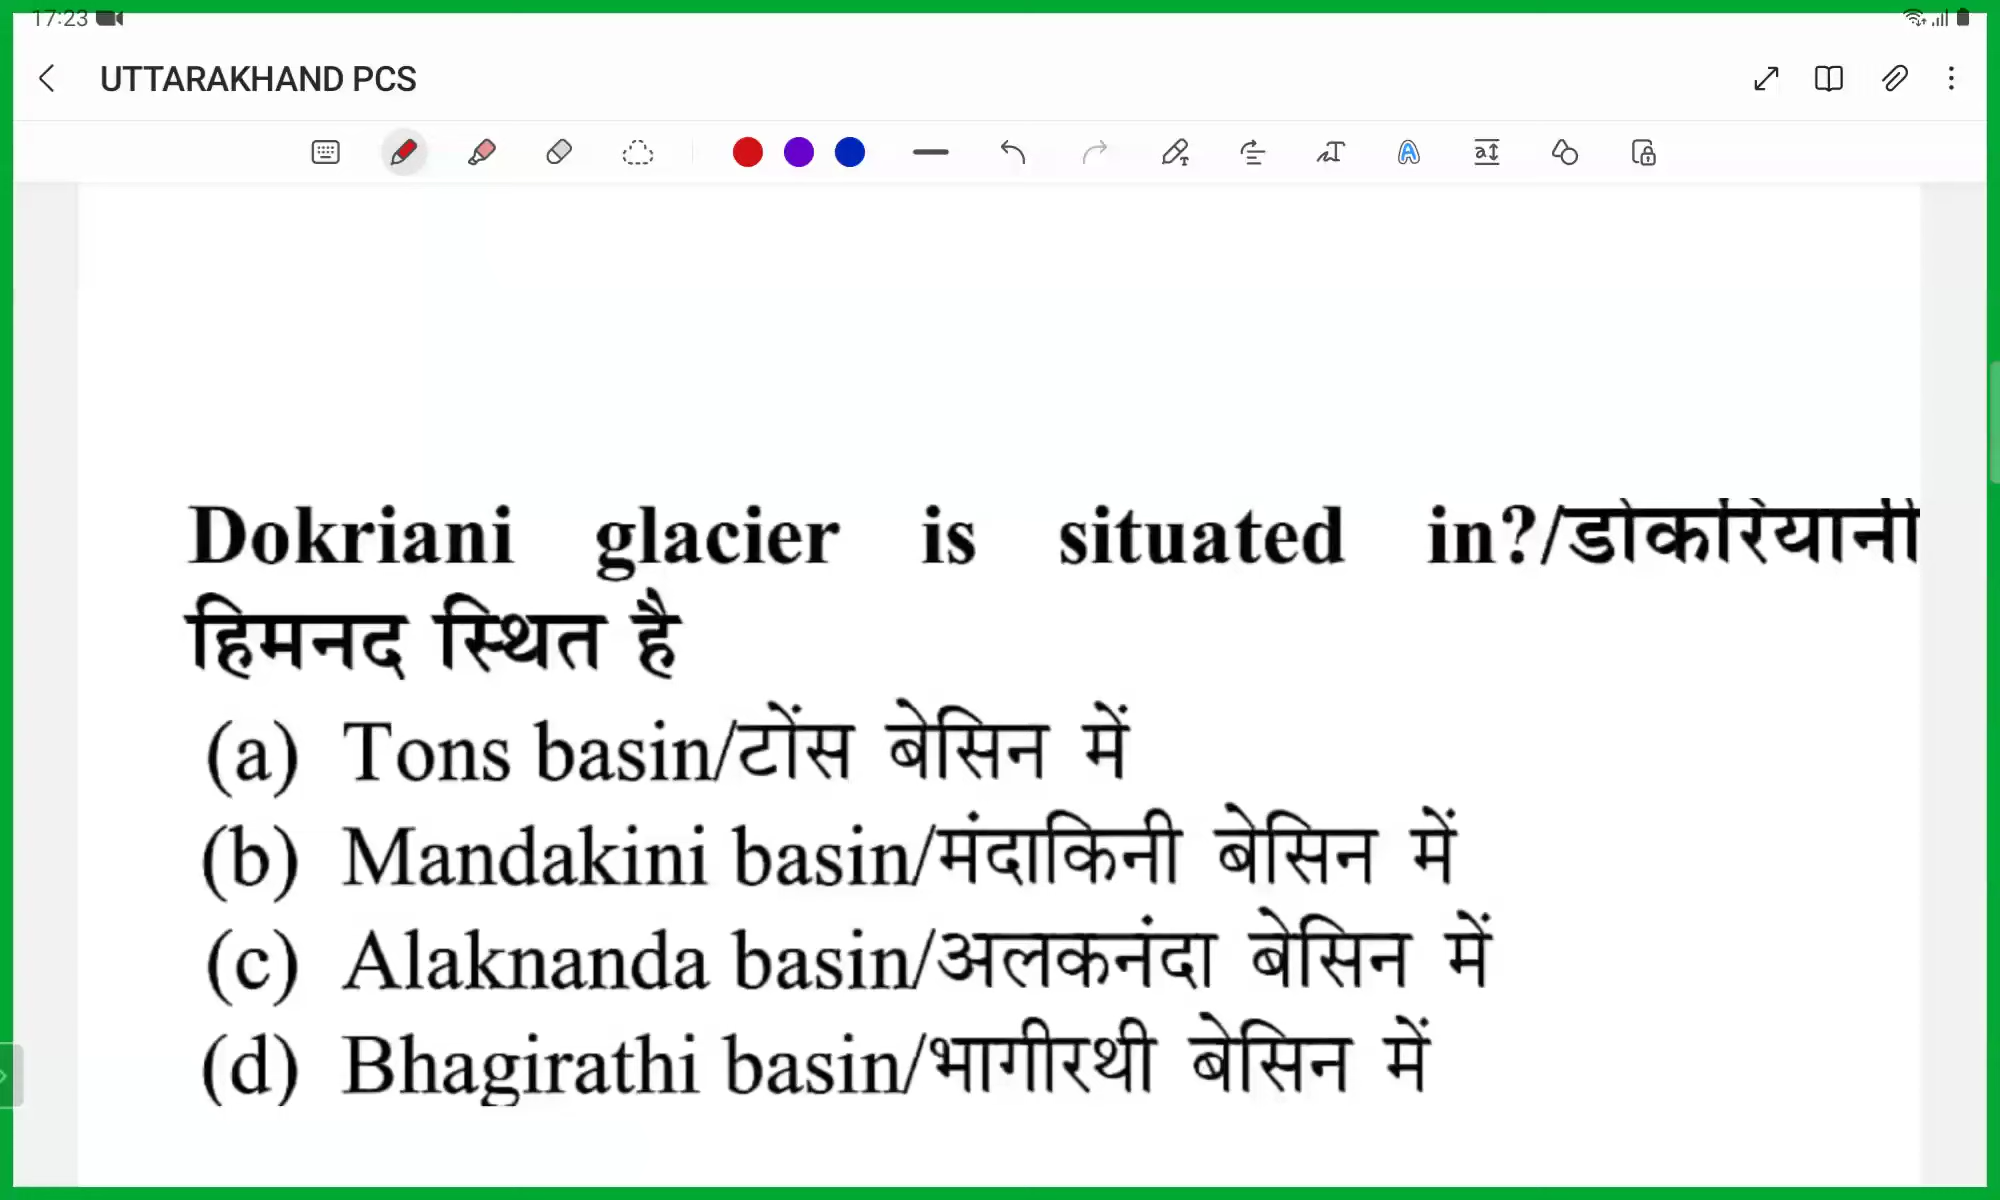 17:23
UTTARAKHAND PCS
Dokriani glacier is situated in?/डोकरियानी
हिमनद स्थित है
(a) Tons basin/टोंस बेसिन में
(b) Mandakini basin/मंदाकिनी बेसिन में
(c) Alaknanda basin/अलकनंदा बेसिन में
(d) Bhagirathi basin/भागीरथी बेसिन में